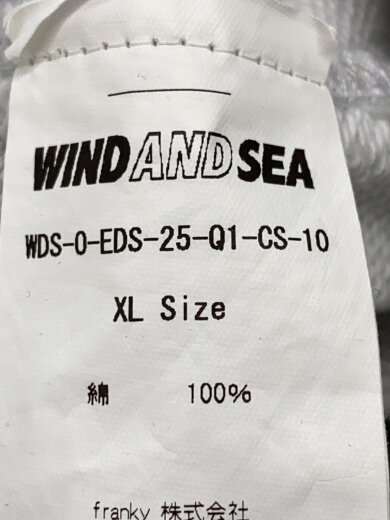 WINDANDSEA
WDS-O-EDS-25-Q1-CS-10
XL Size
綿 100%
franky 株式会社